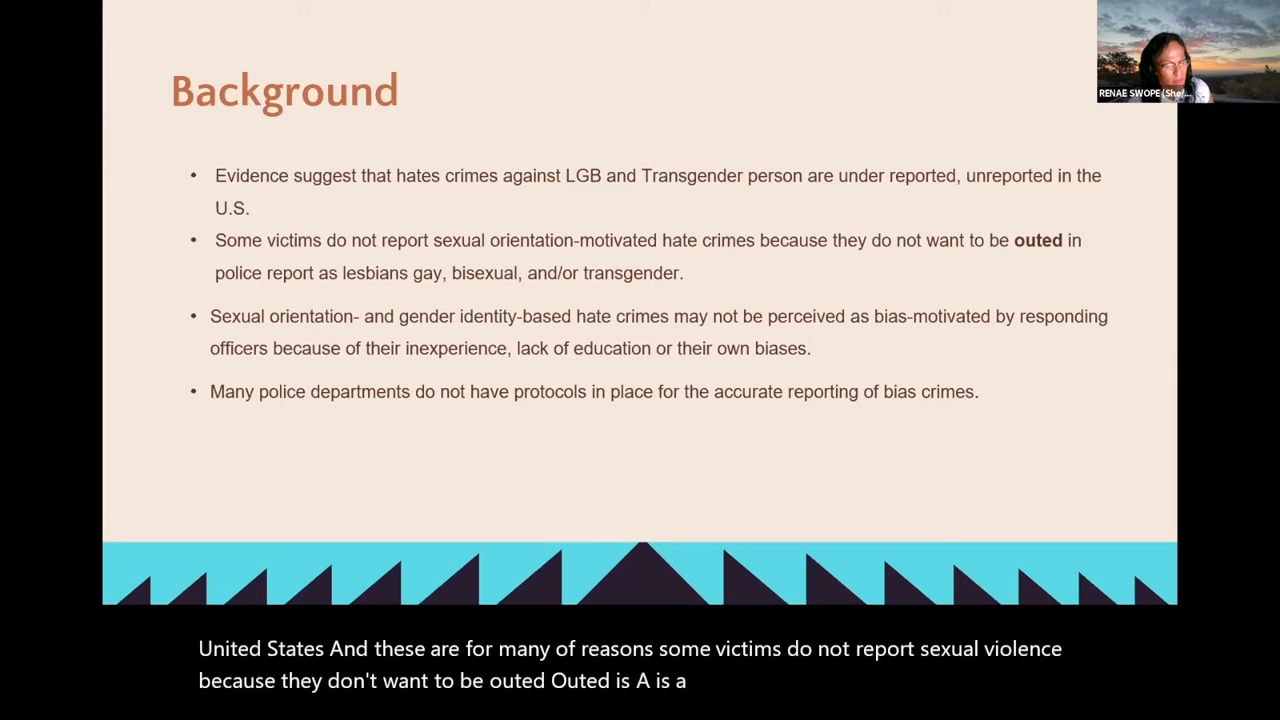 Background
RENAE SWOPE (She/...
• Evidence suggest that hates crimes against LGB and Transgender person are under reported, unreported in the
U.S.
• Some victims do not report sexual orientation-motivated hate crimes because they do not want to be outed in
police report as lesbians gay, bisexual, and/or transgender.
• Sexual orientation- and gender identity-based hate crimes may not be perceived as bias-motivated by responding
officers because of their inexperience, lack of education or their own biases.
• Many police departments do not have protocols in place for the accurate reporting of bias crimes.
United States And these are for many of reasons some victims do not report sexual violence
because they don't want to be outed Outed is A is a